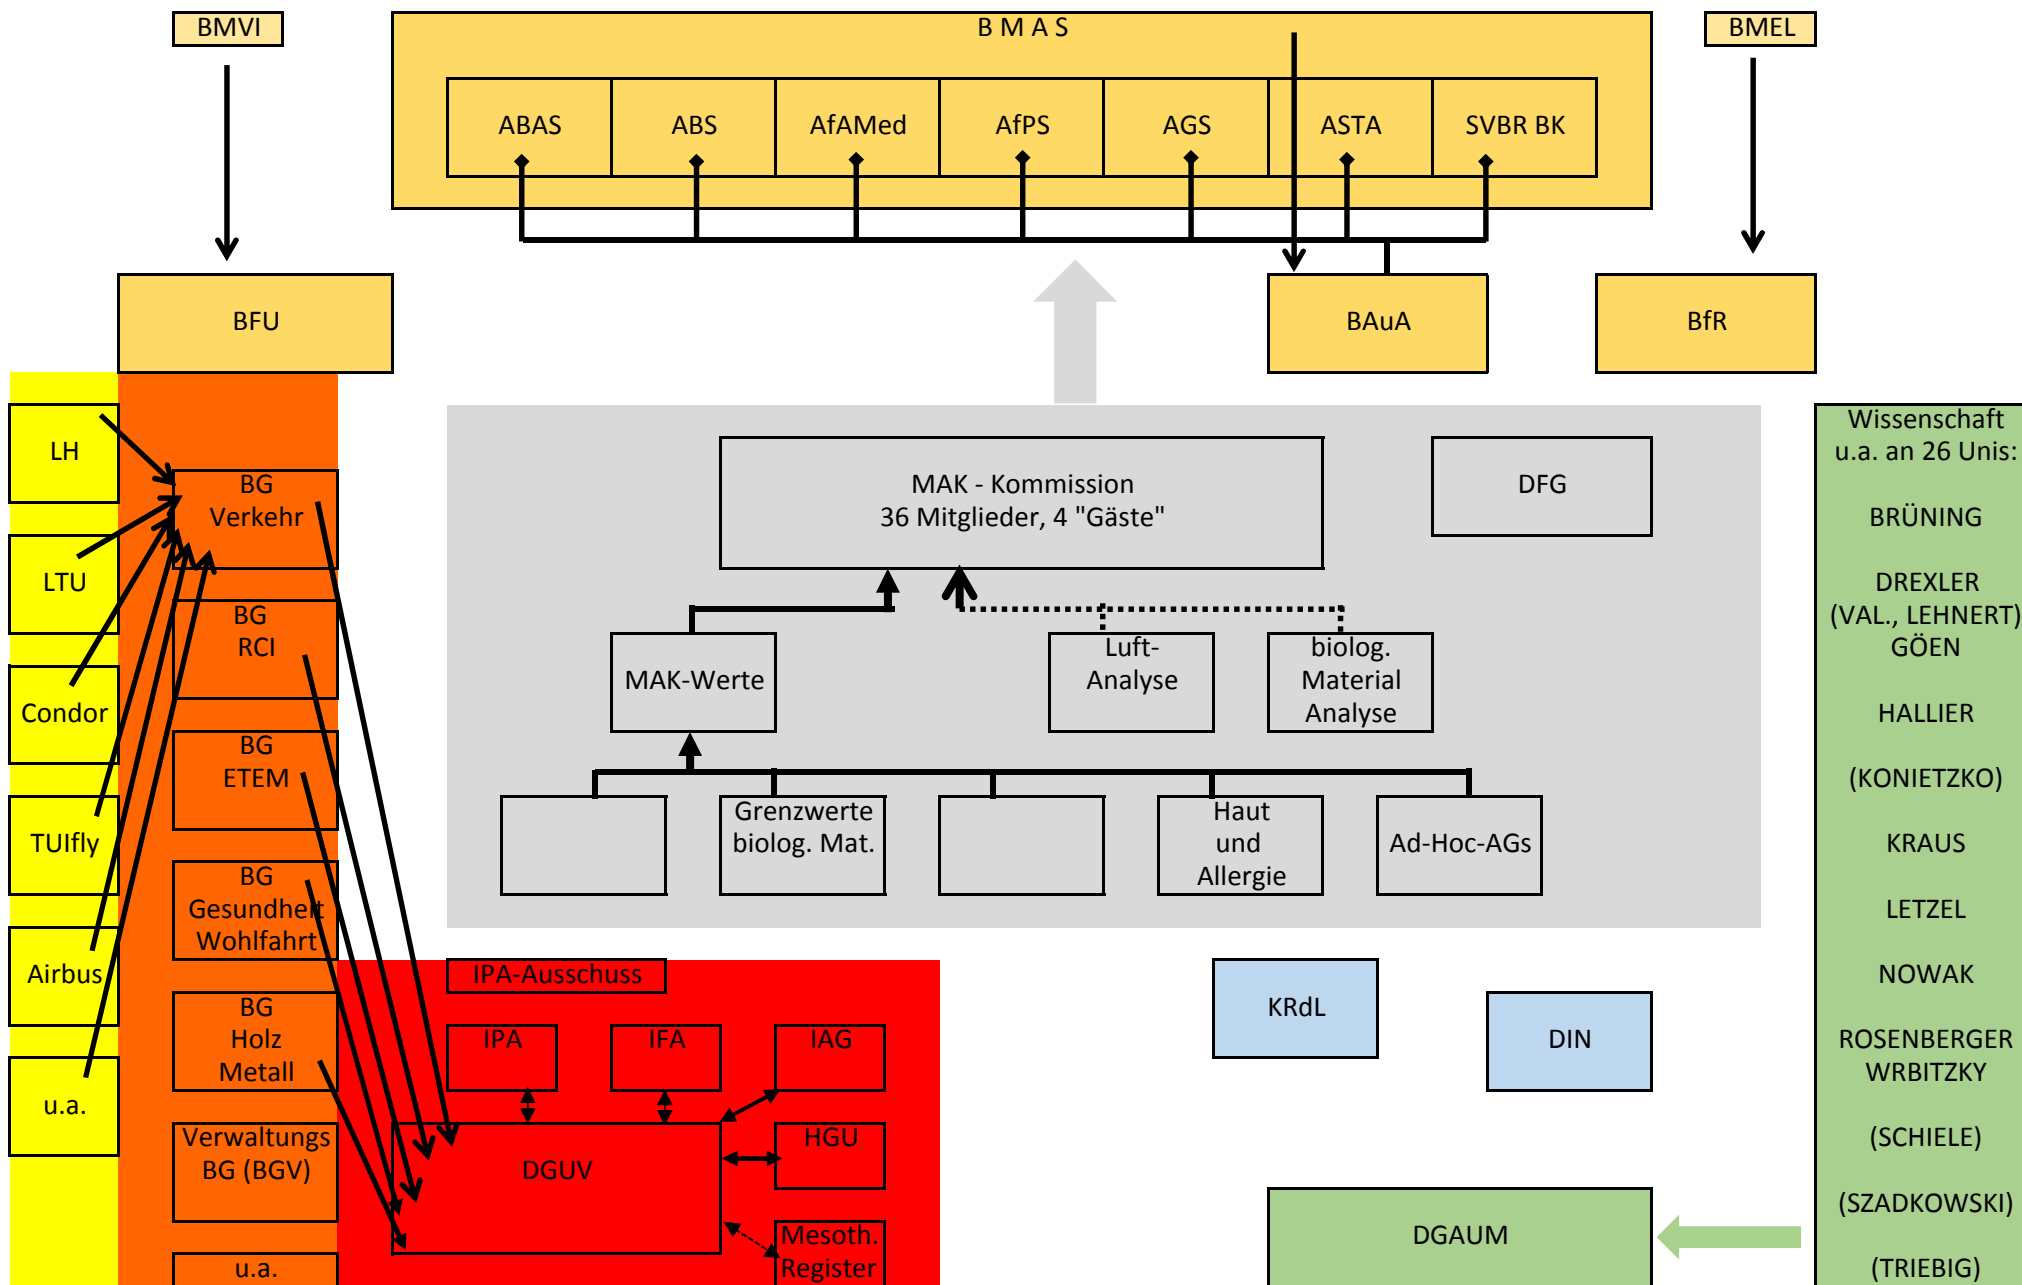 BMVI
B M A S
BMEL
ABAS
ABS
AfAMed
AfPS
AGS
ASTA
SVBR BK
BFU
BAuA
BfR
LH
LTU
Condor
TUIfly
Airbus
u.a.
BG
Verkehr
BG
RCI
BG
ETEM
BG
Gesundheit
Wohlfahrt
BG
Holz
Metall
Verwaltungs
BG (BGV)
u.a.
MAK - Kommission
36 Mitglieder, 4 "Gäste"
DFG
MAK-Werte
Luft-
Analyse
biolog.
Material
Analyse
Grenzwerte
biolog. Mat.
Haut
und
Allergie
Ad-Hoc-AGs
IPA-Ausschuss
IPA
IFA
IAG
DGUV
HGU
Mesoth.
Register
KRdL
DIN
DGAUM
Wissenschaft
u.a. an 26 Unis:
BRÜNING
DREXLER
(VAL., LEHNERT)
GÖEN
HALLIER
(KONIETZKO)
KRAUS
LETZEL
NOWAK
ROSENBERGER
WRBITZKY
(SCHIELE)
(SZADKOWSKI)
(TRIEBIG)